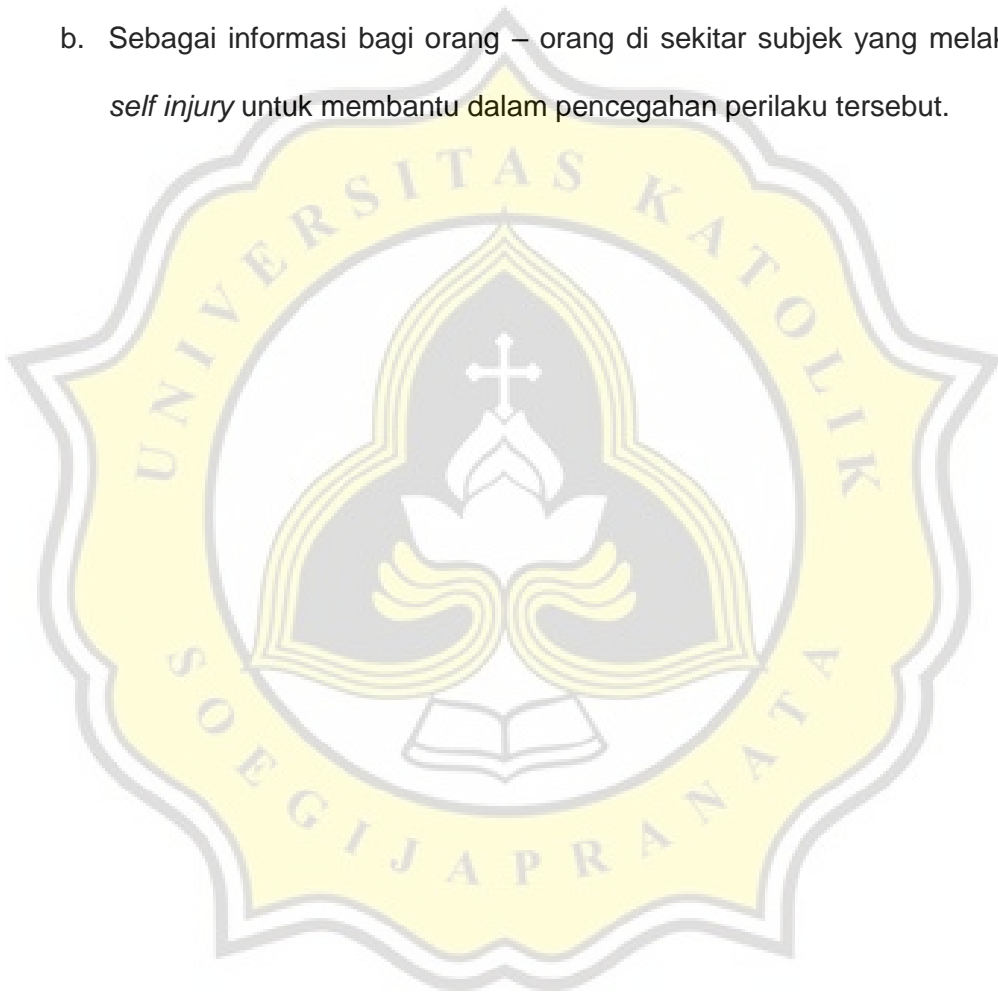 b. Sebagai informasi bagi orang – orang di sekitar subjek yang
self injury untuk membantu dalam pencegahan perilaku tersebut.
UNIVERSITAS KATOLIK
SOEGIJAPRANATA